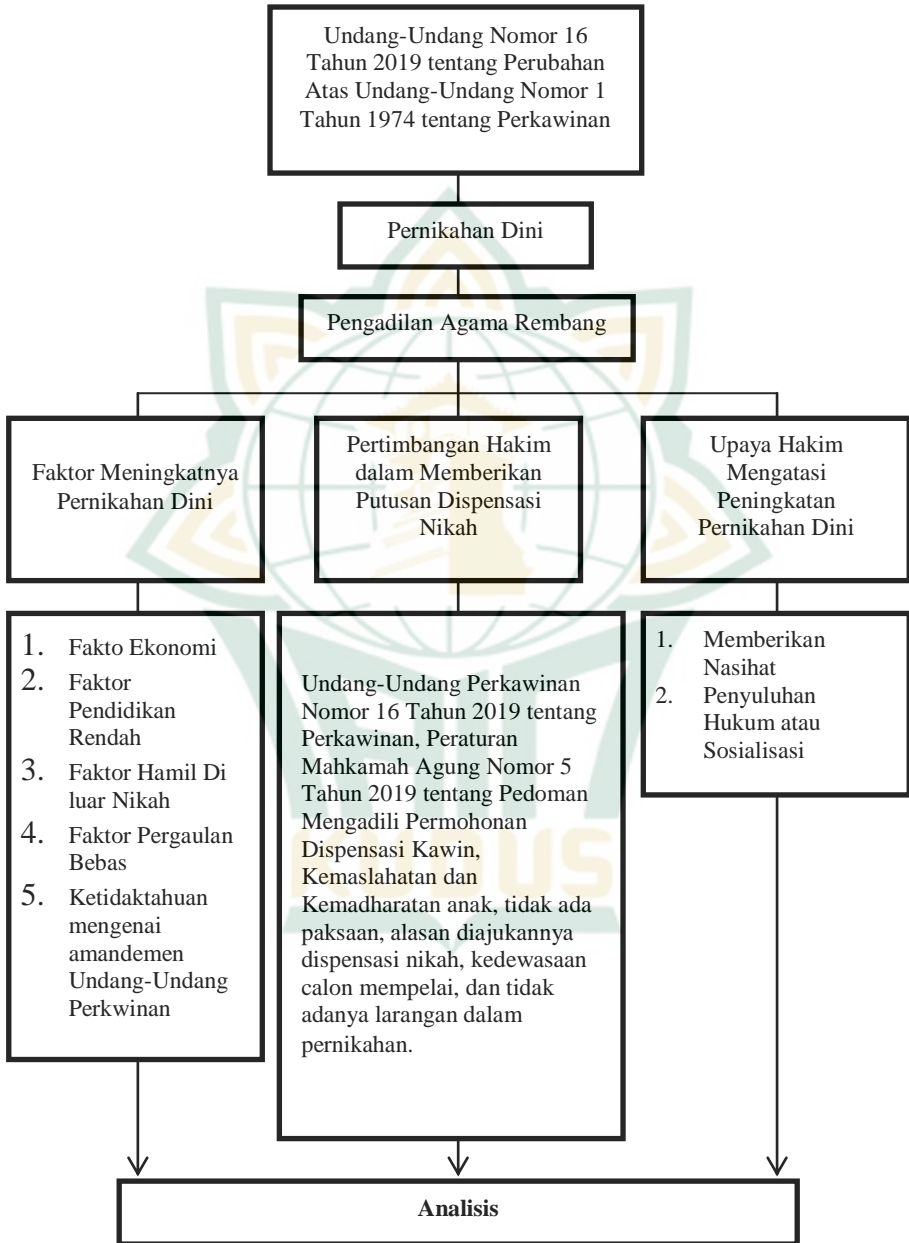 Undang-Undang Nomor 16
Tahun 2019 tentang Perubahan
Atas Undang-Undang Nomor 1
Tahun 1974 tentang Perkawinan
Pernikahan Dini
Pengadilan Agama Rembang
Faktor Meningkatnya
Pernikahan Dini
Pertimbangan Hakim
dalam Memberikan
Putusan Dispensasi
Nikah
Upaya Hakim
Mengatasi
Peningkatan
Pernikahan Dini
1. Fakto Ekonomi
2. Faktor
Pendidikan
Rendah
3. Faktor Hamil Di
luar Nikah
4. Faktor Pergaulan
Bebas
5. Ketidaktahuan
mengenai
amandemen
Undang-Undang
Perkwinan
Undang-Undang Perkawinan
Nomor 16 Tahun 2019 tentang
Perkawinan, Peraturan
Mahkamah Agung Nomor 5
Tahun 2019 tentang Pedoman
Mengadili Permohonan
Dispensasi Kawin,
Kemaslahatan dan
Kemadharatan anak, tidak ada
paksaan, alasan diajukannya
dispensasi nikah, kedewasaan
calon mempelai, dan tidak
adanya larangan dalam
pernikahan.
1. Memberikan
Nasihat
2. Penyuluhan
Hukum atau
Sosialisasi
KUDUS
Analisis